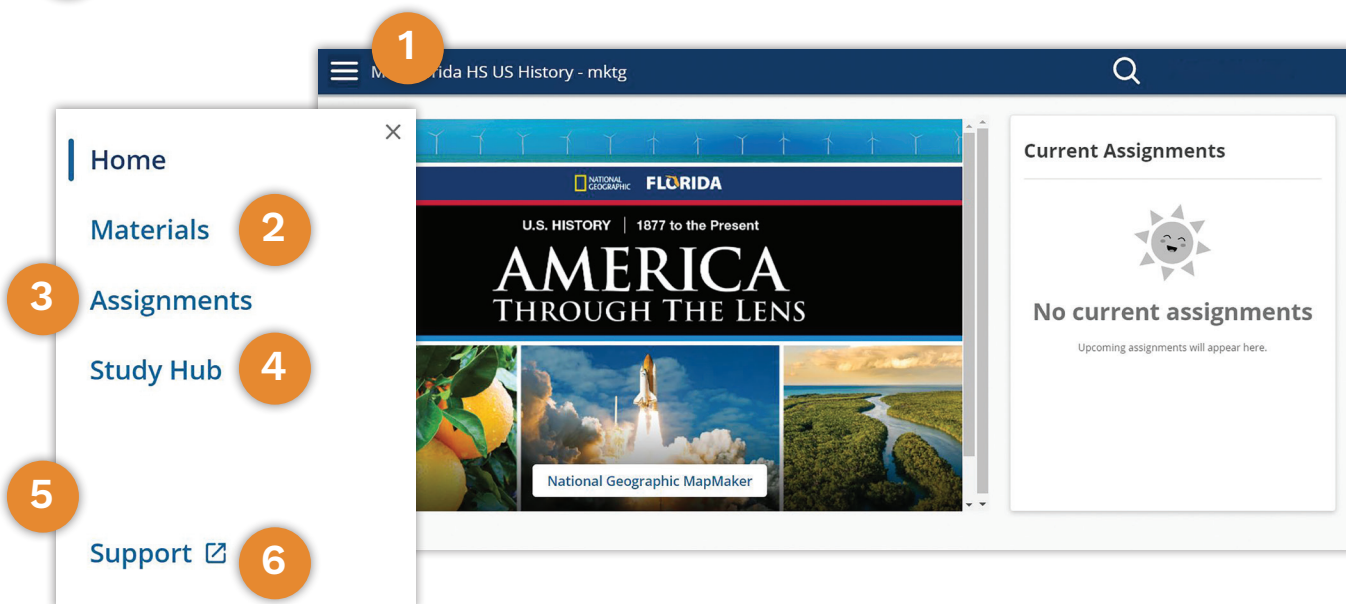 1
rida HS US History - mktg
Home
Materials
2
3
Assignments
Study Hub
4
5
Support
6
NATIONAL
GEOGRAPHIC
FLORIDA
U.S. HISTORY | 1877 to the Present
AMERICA
THROUGH THE LENS
National Geographic MapMaker
Current Assignments
No current assignments
Upcoming assignments will appear here.